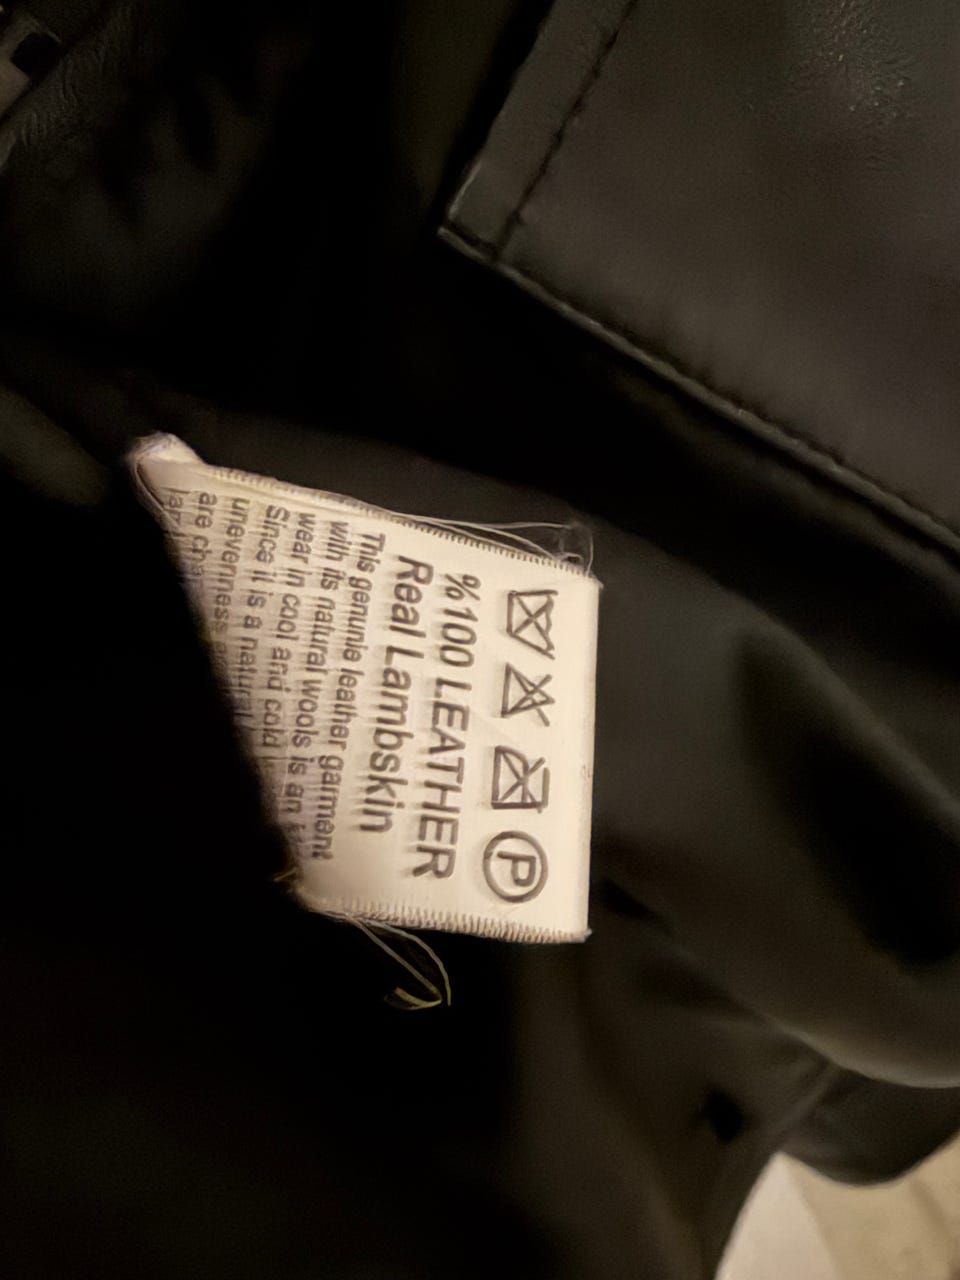 P
%100 LEATHER
Real Lambskin
This genunie leather garment
with its natural wools is an
wear in cool and cold
Since it is a natural
unevenness
are